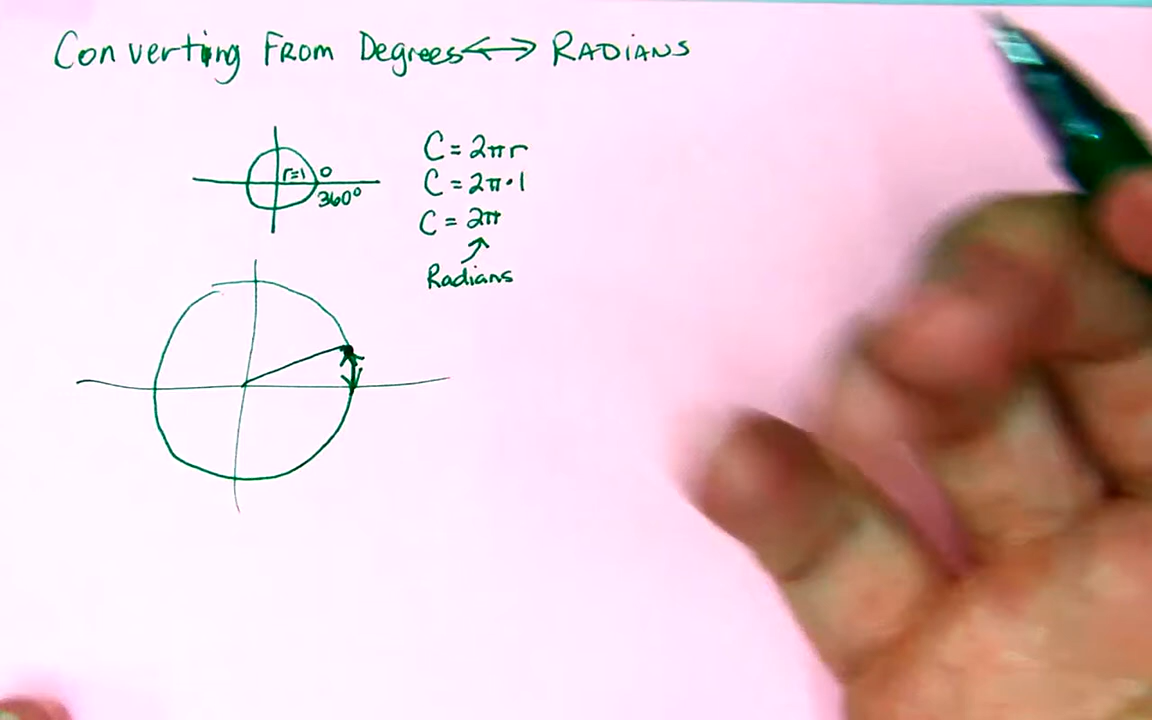 Converting From Degrees ↔ RADIANS
r=1
0
360°
C = 2πr
C = 2π·1
C = 2π
Radians